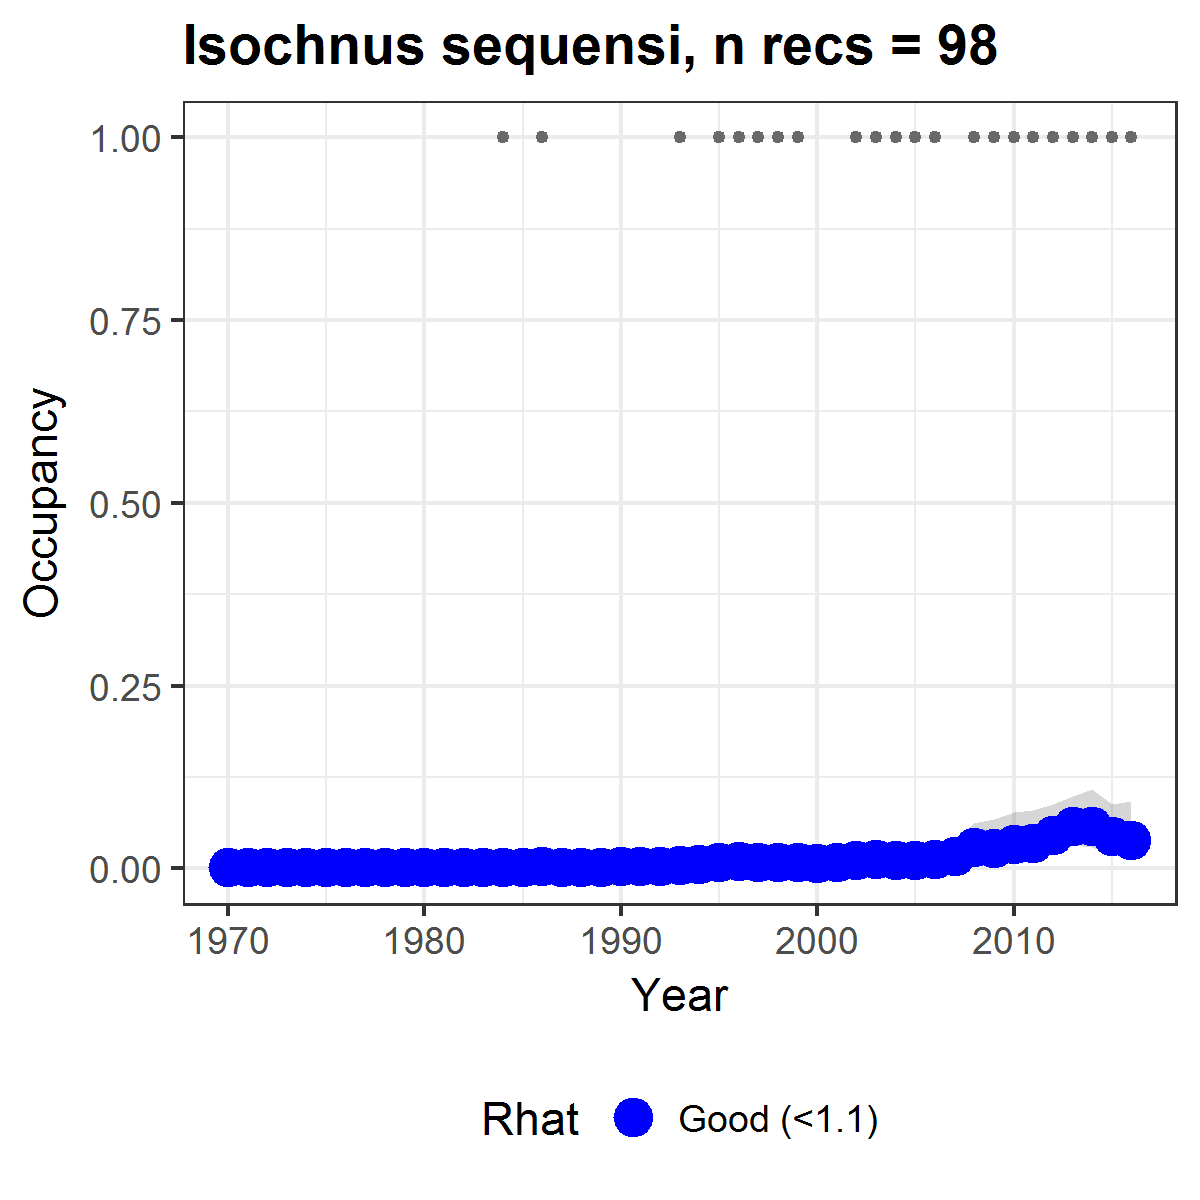 Isochnus sequensi, n recs = 98
1.00
0.75
0.50
0.25
0.00
Occupancy
1970 1980 1990 2000 2010
Year
Rhat Good (<1.1)